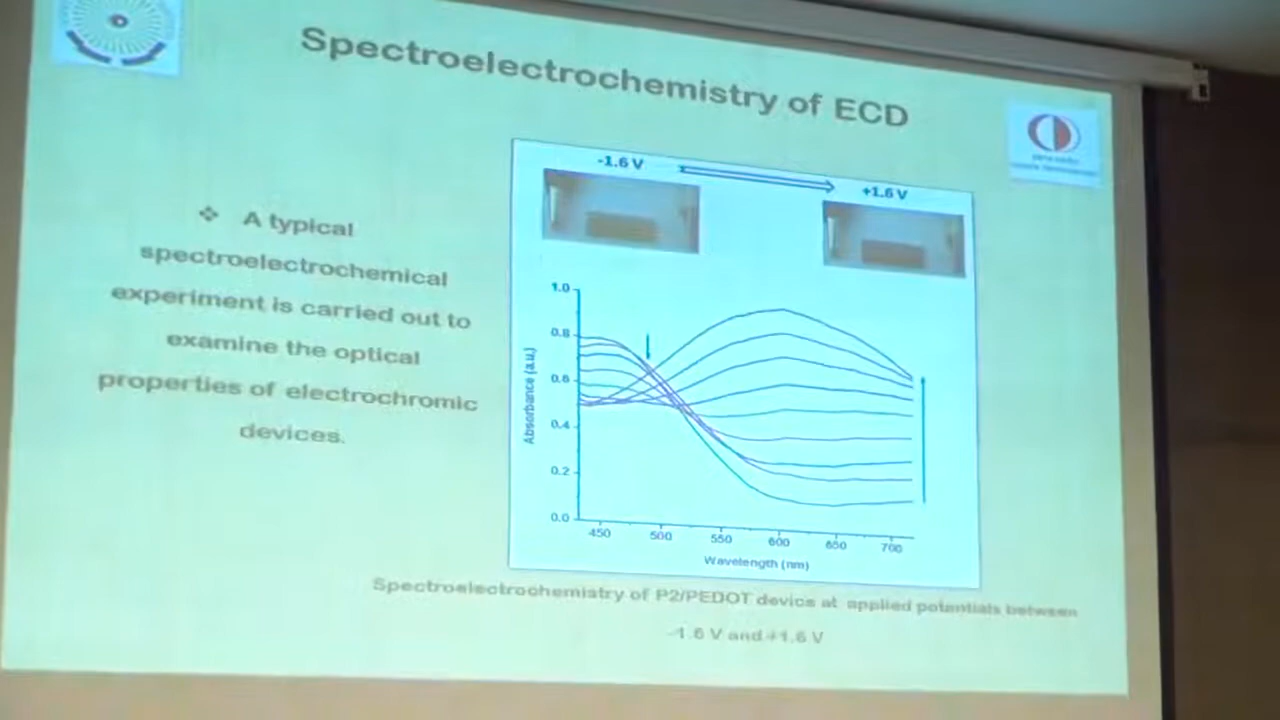 Spectroelectrochemistry of ECD
❖ A typical
spectroelectrochemical
experiment is carried out to
examine the optical
properties of electrochromic
devices.
-1.6 V
+1.6 V
1.0
0.8
0.6
0.4
0.2
0.0
Absorbance (a.u.)
450 500 550 600 650 700
Wavelength (nm)
Spectroelectrochemistry of P2/PEDOT device at applied potentials between
-1.6 V and +1.6 V